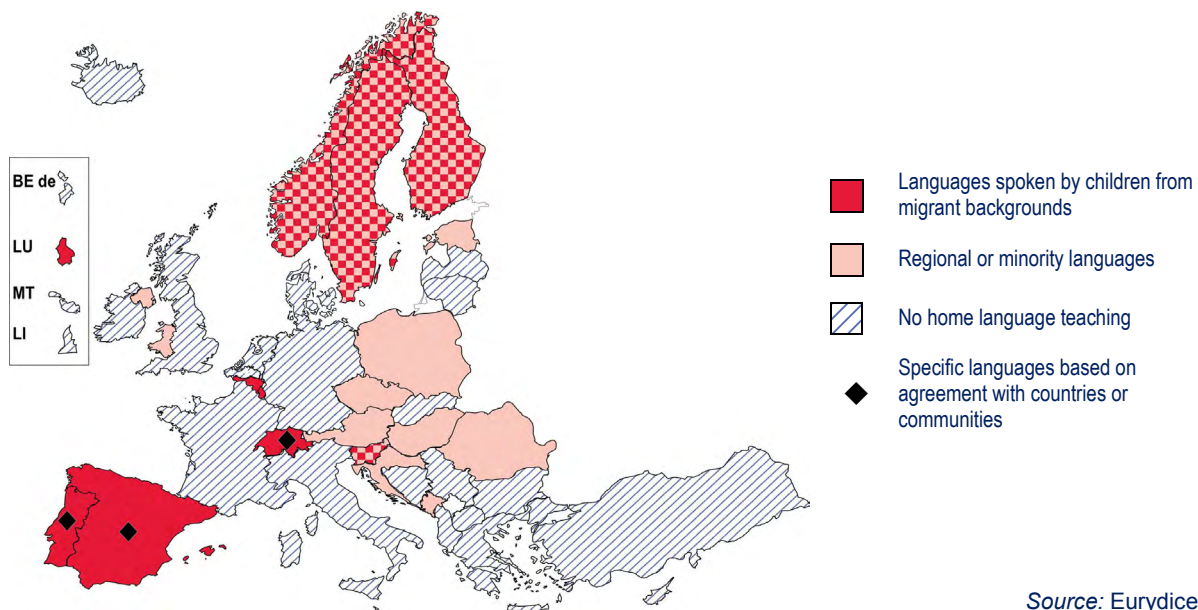 BE de
LU
MT
LI
Languages spoken by children from
migrant backgrounds
Regional or minority languages
No home language teaching
Specific languages based on
agreement with countries or
communities
Source: Eurydice